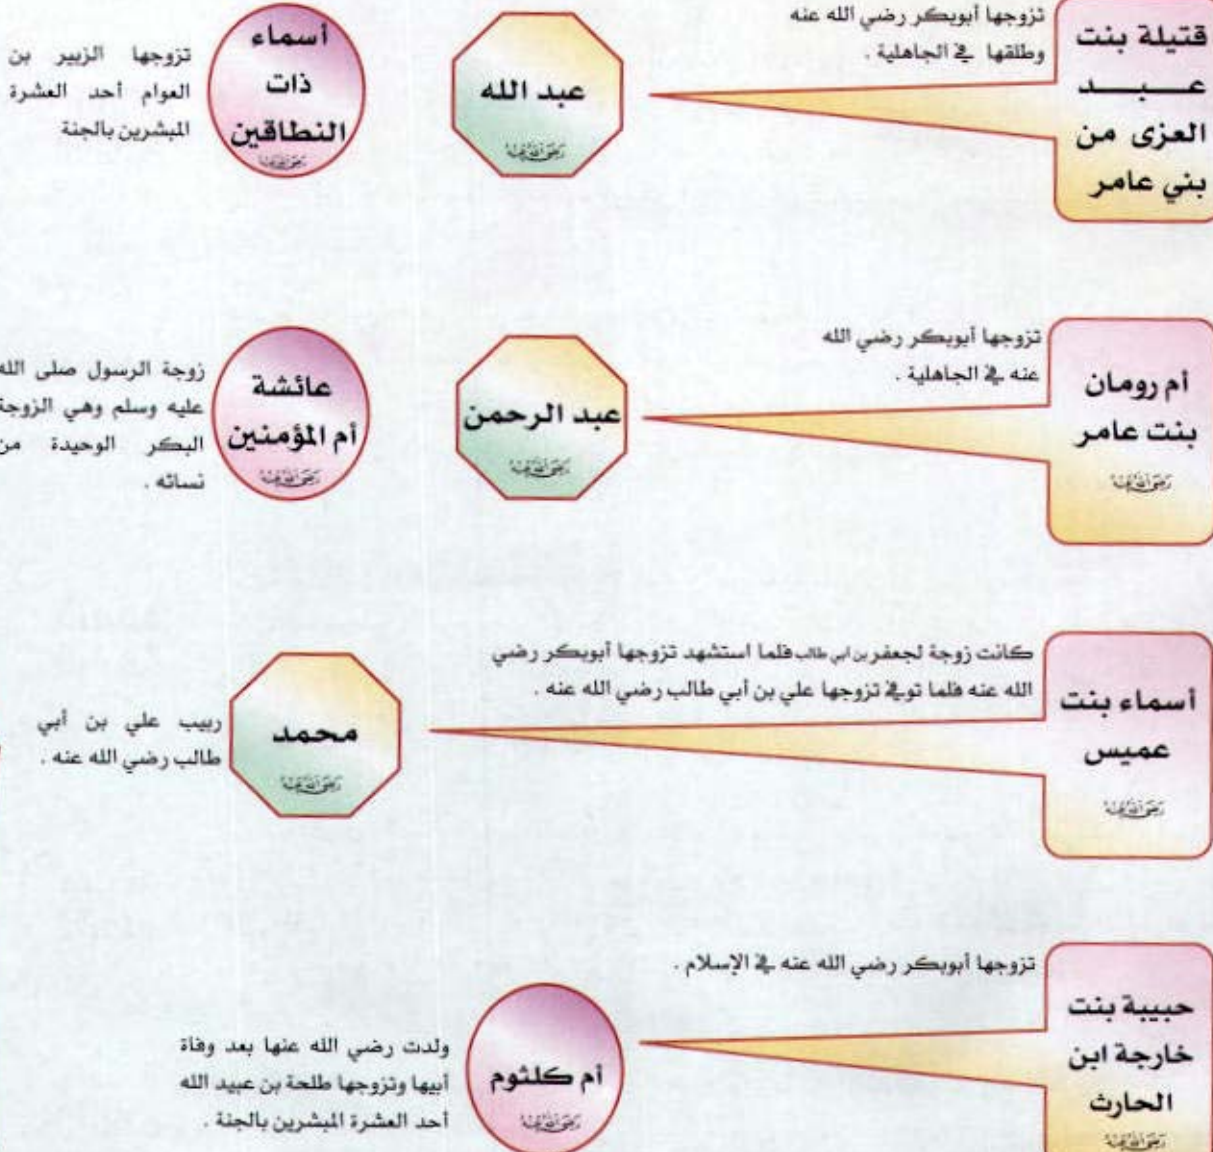 قتيلة بنت
عبد
العزى من
بني عامر
تزوجها أبوبكر رضي الله عنه
وطلقها في الجاهلية .
عبد الله
أسماء
ذات
النطاقين
تزوجها الزبير بن
العوام أحد العشرة
المبشرين بالجنة
أم رومان
بنت عامر
تزوجها أبوبكر رضي الله
عنه في الجاهلية .
عبد الرحمن
عائشة
أم المؤمنين
زوجة الرسول صلى الله
عليه وسلم وهي الزوجة
البكر الوحيدة من
نسائه .
أسماء بنت
عميس
كانت زوجة لجعفر بن ابي طالب فلما استشهد تزوجها أبوبكر رضي
الله عنه فلما توفي تزوجها علي بن أبي طالب رضي الله عنه .
محمد
ربيب علي بن أبي
طالب رضي الله عنه .
حبيبة بنت
خارجة ابن
الحارث
تزوجها أبوبكر رضي الله عنه في الإسلام .
أم كلثوم
ولدت رضي الله عنها بعد وفاة
أبيها وتزوجها طلحة بن عبيد الله
أحد العشرة المبشرين بالجنة .